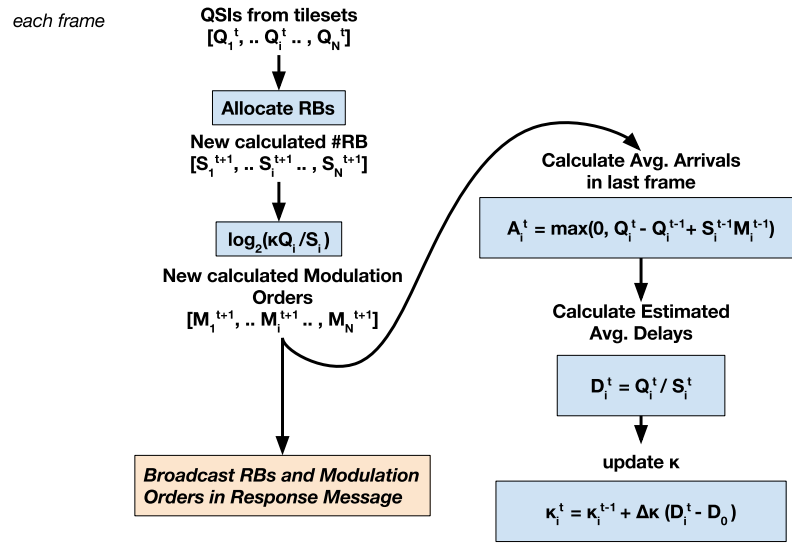 each frame
QSIs from tilesets
[Q₁ᵗ, .. Qᵢᵗ .. , Q_Nᵗ]
Allocate RBs
New calculated #RB
[S₁ᵗ⁺¹, .. Sᵢᵗ⁺¹ .. , S_Nᵗ⁺¹]
log₂(κQᵢ/Sᵢ)
New calculated Modulation
Orders
[M₁ᵗ⁺¹, .. Mᵢᵗ⁺¹ .. , M_Nᵗ⁺¹]
Broadcast RBs and Modulation
Orders in Response Message
Calculate Avg. Arrivals
in last frame
Aᵢᵗ = max(0, Qᵢᵗ - Qᵢᵗ⁻¹+ Sᵢᵗ⁻¹Mᵢᵗ⁻¹)
Calculate Estimated
Avg. Delays
Dᵢᵗ = Qᵢᵗ / Sᵢᵗ
update κ
κᵢᵗ = κᵢᵗ⁻¹ + Δκ (Dᵢᵗ - D₀)